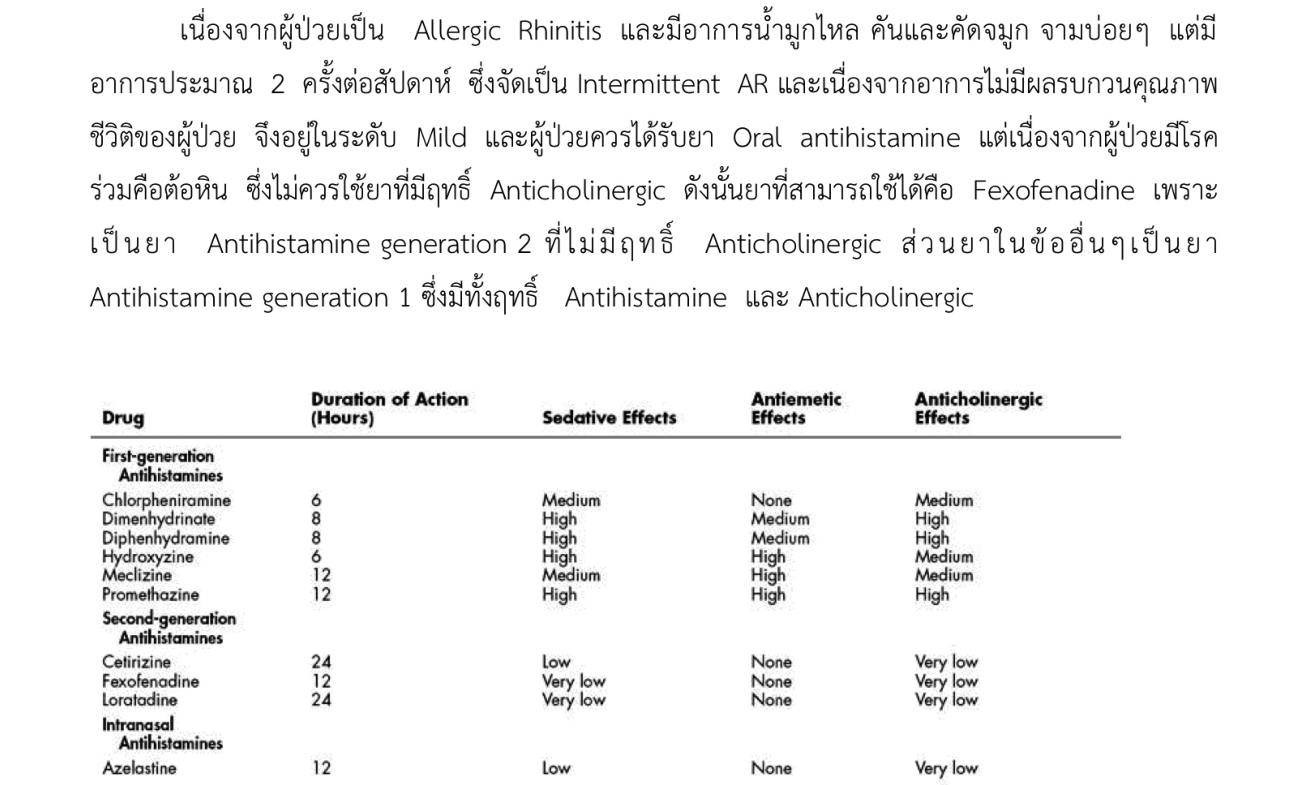 เนื่องจากผู้ป่วยเป็น Allergic Rhinitis และมีอาการน้ำมูกไหล คันและคัดจมูก จามบ่อยๆ แต่มี
อาการประมาณ 2 ครั้งต่อสัปดาห์ ซึ่งจัดเป็น Intermittent AR และเนื่องจากอาการไม่มีผลรบกวนคุณภาพ
ชีวิติของผู้ป่วย จึงอยู่ในระดับ Mild และผู้ป่วยควรได้รับยา Oral antihistamine แต่เนื่องจากผู้ป่วยมีโรค
ร่วมคือต้อหิน ซึ่งไม่ควรใช้ยาที่มีฤทธิ์ Anticholinergic ดังนั้นยาที่สามารถใช้ได้คือ Fexofenadine เพราะ
เป็นยา Antihistamine generation 2 ที่ไม่มีฤทธิ์ Anticholinergic ส่วนยาในข้ออื่นๆเป็นยา
Antihistamine generation 1 ซึ่งมีทั้งฤทธิ์ Antihistamine และ Anticholinergic
Drug Duration of Action (Hours) Sedative Effects Antiemetic Effects Anticholinergic Effects
First-generation
Antihistamines
Chlorpheniramine 6 Medium None Medium
Dimenhydrinate 8 High Medium High
Diphenhydramine 8 High Medium High
Hydroxyzine 6 High High Medium
Meclizine 12 Medium High Medium
Promethazine 12 High High High
Second-generation
Antihistamines
Cetirizine 24 Low None Very low
Fexofenadine 12 Very low None Very low
Loratadine 24 Very low None Very low
Intranasal
Antihistamines
Azelastine 12 Low None Very low